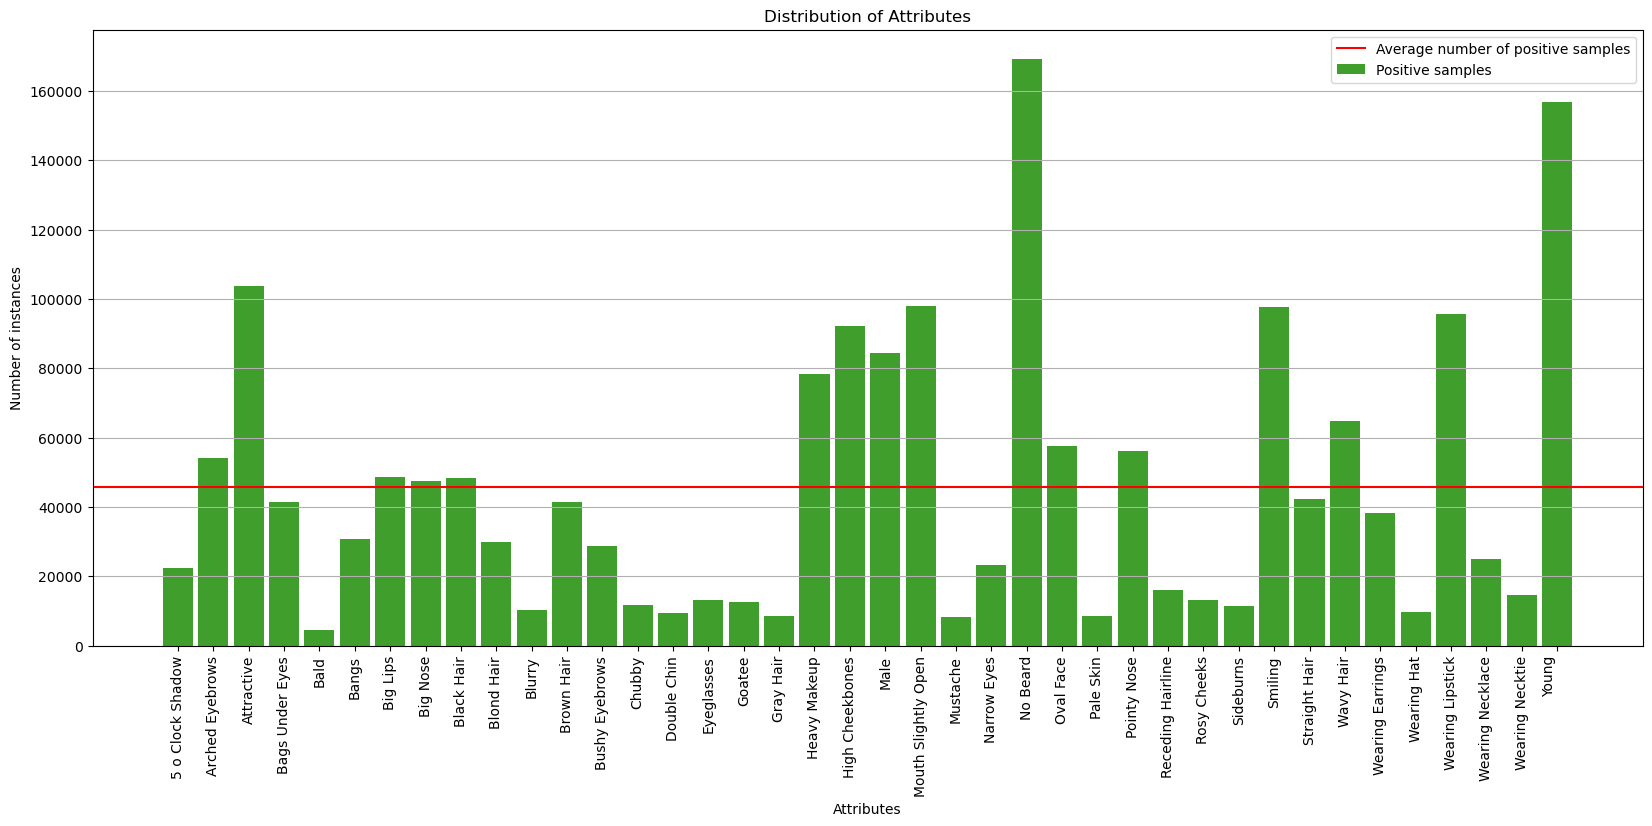 Distribution of Attributes
Average number of positive samples
Positive samples
Number of instances
160000
140000
120000
100000
80000
60000
40000
20000
0
5 o Clock Shadow
Arched Eyebrows
Attractive
Bags Under Eyes
Bald
Bangs
Big Lips
Big Nose
Black Hair
Blond Hair
Blurry
Brown Hair
Bushy Eyebrows
Chubby
Double Chin
Eyeglasses
Goatee
Gray Hair
Heavy Makeup
High Cheekbones
Male
Mouth Slightly Open
Mustache
Narrow Eyes
No Beard
Oval Face
Pale Skin
Pointy Nose
Receding Hairline
Rosy Cheeks
Sideburns
Smiling
Straight Hair
Wavy Hair
Wearing Earrings
Wearing Hat
Wearing Lipstick
Wearing Necklace
Wearing Necktie
Young
Attributes